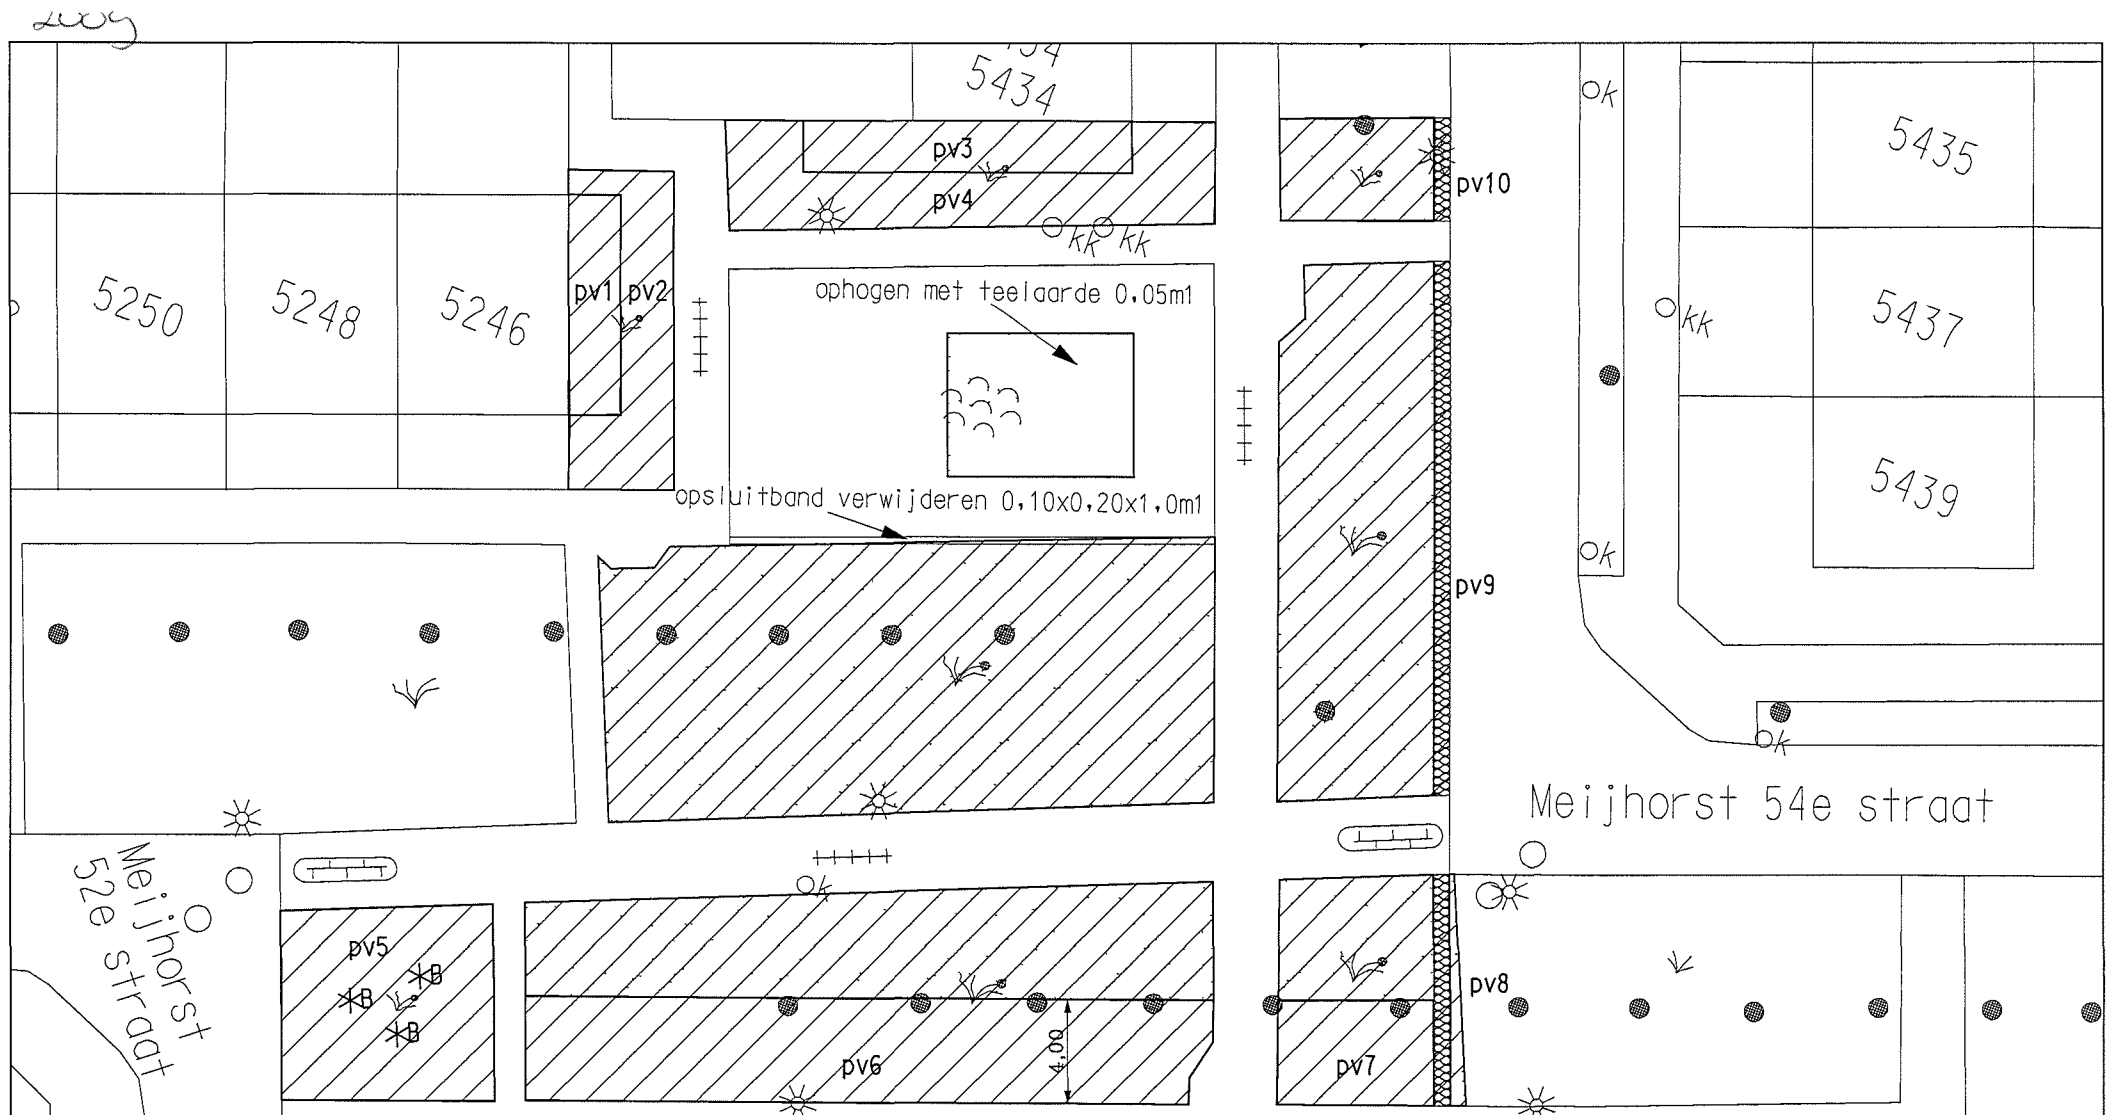 5434
5435
pv3
pv10
pv4
kk kk
k
5250
5248
5246
pv1 pv2
ophogen met teelaarde 0,05m1
kk
5437
5439
opsluitband verwijderen 0,10x0,20x1,0m1
k
pv9
k
Meijhorst 54e straat
Meijhorst
52e straat
k
pv5
B
B
B
pv8
4,00
pv6
pv7